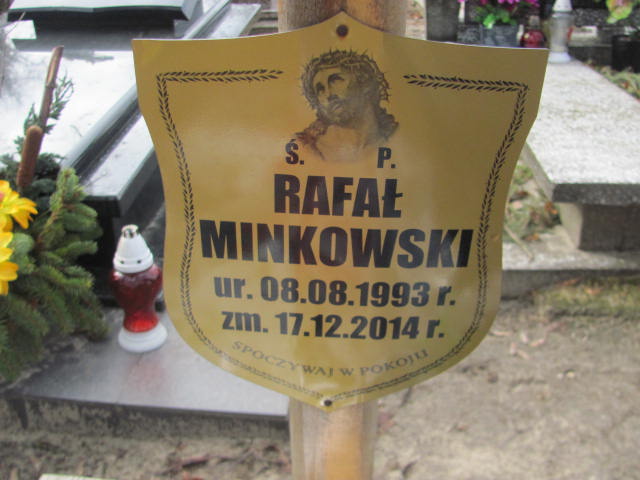 Ś. P.
RAFAŁ
MINKOWSKI
ur. 08.08.1993 r.
zm. 17.12.2014 r.
SPOCZYWAJ W POKOJU